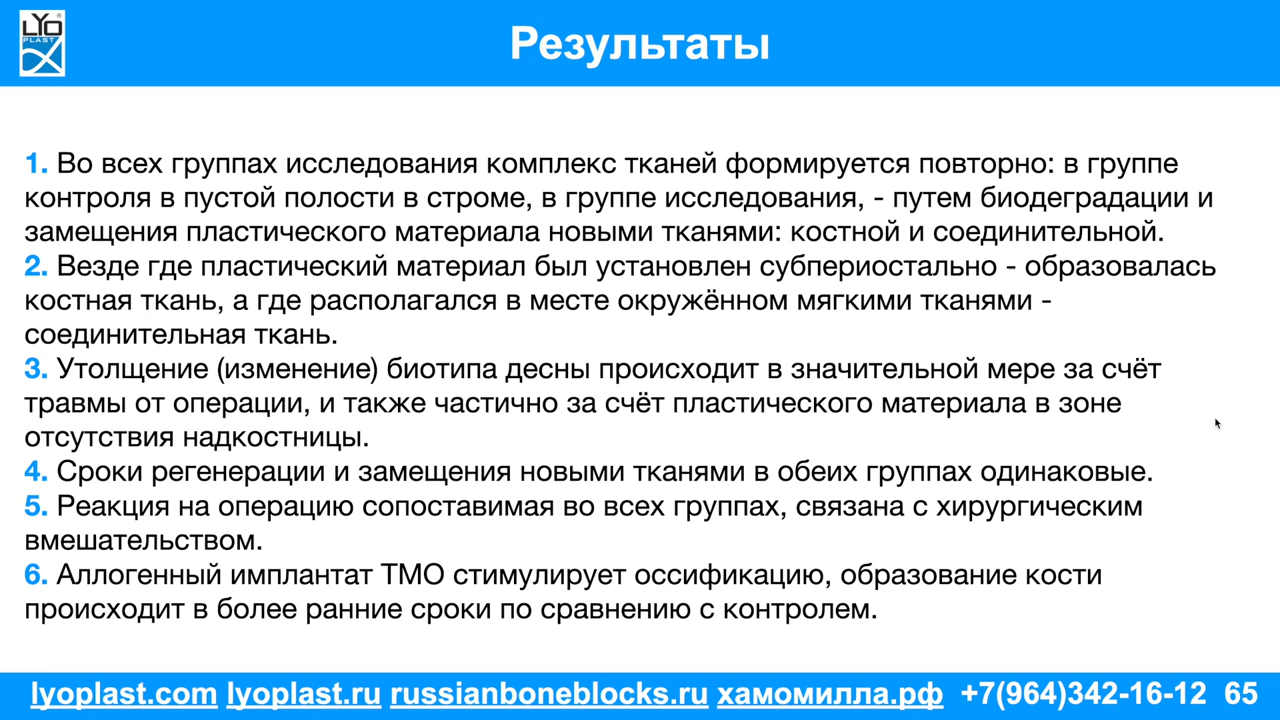 LYO
PLAST
Результаты
1. Во всех группах исследования комплекс тканей формируется повторно: в группе
контроля в пустой полости в строме, в группе исследования, - путем биодеградации и
замещения пластического материала новыми тканями: костной и соединительной.
2. Везде где пластический материал был установлен субпериостально - образовалась
костная ткань, а где располагался в месте окружённом мягкими тканями -
соединительная ткань.
3. Утолщение (изменение) биотипа десны происходит в значительной мере за счёт
травмы от операции, и также частично за счёт пластического материала в зоне
отсутствия надкостницы.
4. Сроки регенерации и замещения новыми тканями в обеих группах одинаковые.
5. Реакция на операцию сопоставимая во всех группах, связана с хирургическим
вмешательством.
6. Аллогенный имплантат ТМО стимулирует оссификацию, образование кости
происходит в более ранние сроки по сравнению с контролем.
lyoplast.com lyoplast.ru russianboneblocks.ru хамомилла.рф +7(964)342-16-12 65